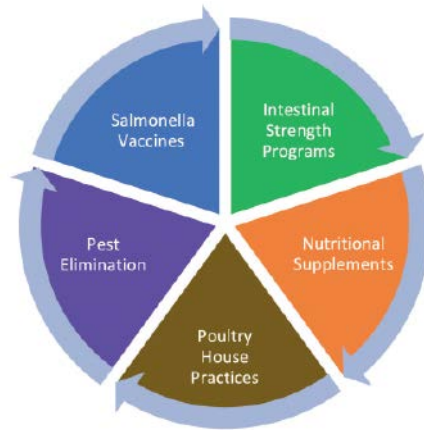 Salmonella
Vaccines
Intestinal
Strength
Programs
Nutritional
Supplements
Poultry
House
Practices
Pest
Elimination